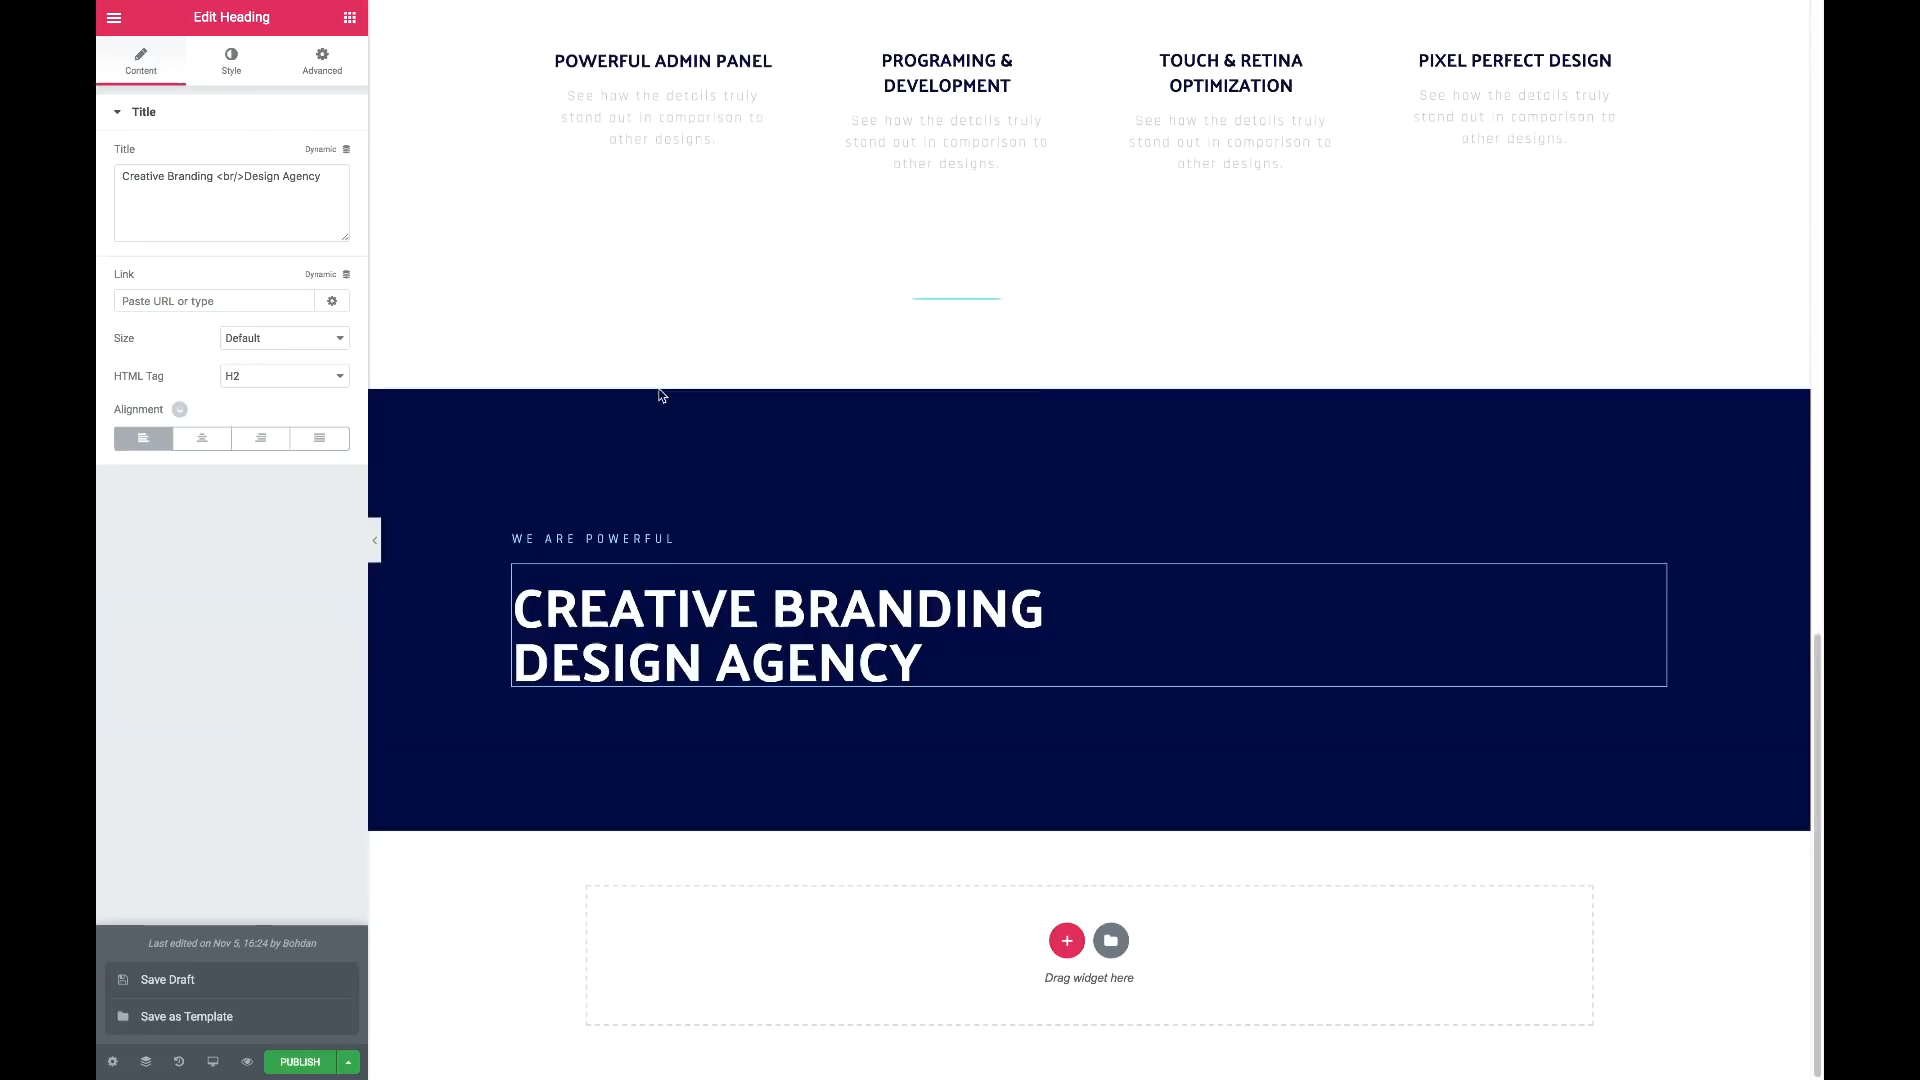 Edit Heading
Content
Style
Advanced
Title
Title
Dynamic
Creative Branding <br/>Design Agency
Link
Dynamic
Paste URL or type
Size
Default
HTML Tag
H2
Alignment
Last edited on Nov 5, 16:24 by Bohdan
Save Draft
Save as Template
PUBLISH
POWERFUL ADMIN PANEL
See how the details truly
stand out in comparison to
other designs.
PROGRAMING &
DEVELOPMENT
See how the details truly
stand out in comparison to
other designs.
TOUCH & RETINA
OPTIMIZATION
See how the details truly
stand out in comparison to
other designs.
PIXEL PERFECT DESIGN
See how the details truly
stand out in comparison to
other designs.
WE ARE POWERFUL
CREATIVE BRANDING
DESIGN AGENCY
Drag widget here